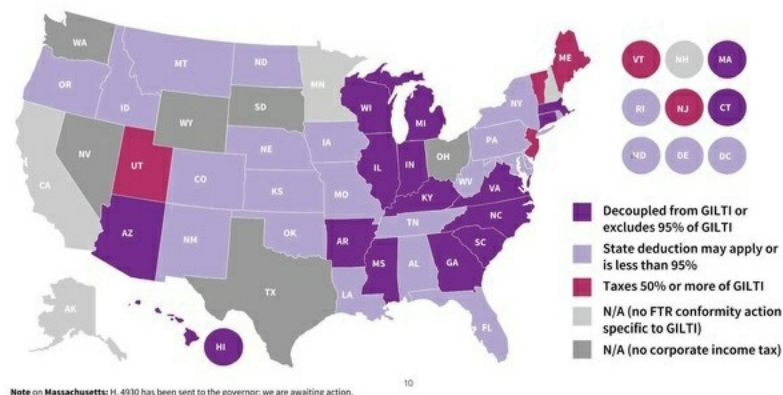 WA
MT
ND
MN
ME
VT
NH
MA
OR
ID
SD
WI
NY
MI
RI
NJ
CT
WY
NV
NE
IA
PA
MD
DE
DC
UT
IL
IN
OH
CA
CO
KS
MO
WV
VA
KY
NC
AZ
NM
OK
AR
TN
SC
MS
AL
GA
TX
LA
FL
AK
HI
Decoupled from GILTI or
excludes 95% of GILTI
State deduction may apply or
is less than 95%
Taxes 50% or more of GILTI
N/A (no FTR conformity action
specific to GILTI)
N/A (no corporate income tax)
10
Note on Massachusetts: H. 4930 has been sent to the governor; we are awaiting action.